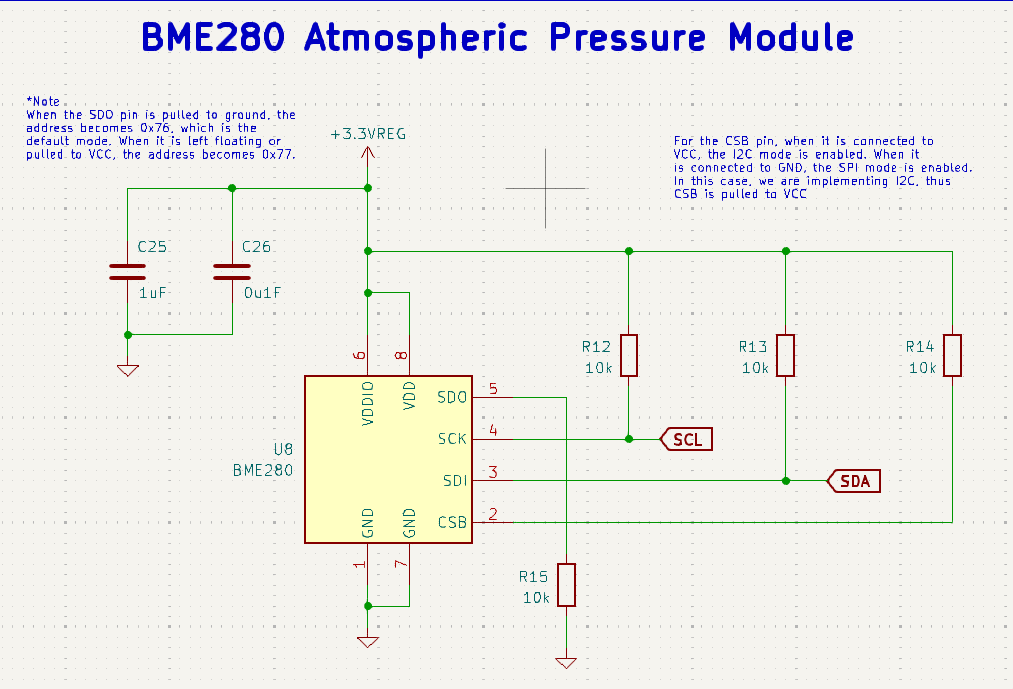 BME280 Atmospheric Pressure Module
*Note
When the SDO pin is pulled to ground, the
address becomes 0x76, which is the
default mode. When it is left floating or
pulled to VCC, the address becomes 0x77.
+3.3VREG
For the CSB pin, when it is connected to
VCC, the I2C mode is enabled. When it
is connected to GND, the SPI mode is enabled.
In this case, we are implementing I2C, thus
CSB is pulled to VCC
C25
1uF
C26
0u1F
R12
10k
R13
10k
R14
10k
6
8
VDDIO
VDD
SDO
5
SCK
4
SCL
SDI
3
SDA
CSB
2
U8
BME280
GND
GND
1
7
R15
10k